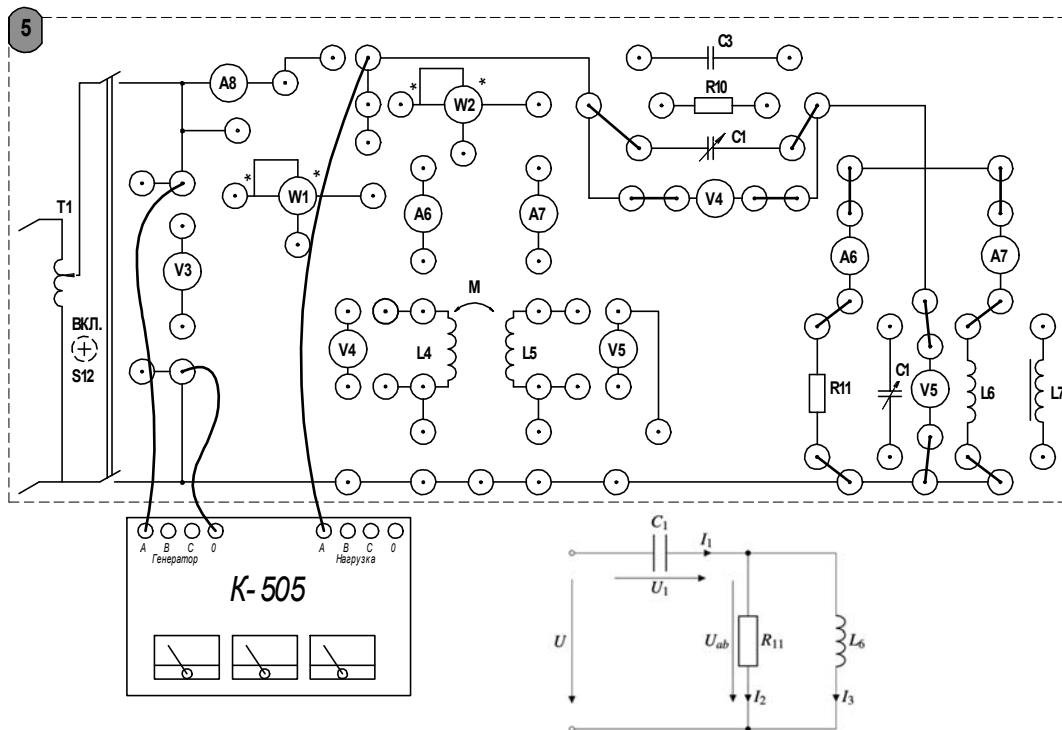 5
C3
A8
R10
* *
W2
C1
* *
W1
V4
T1
A6 A7
A6 A7
V3
M
ВКЛ.
S12
V4 L4 L5 V5
R11 C1 V5 L6 L7
A B C 0 A B C 0
Генератор Нагрузка
К-505
C₁ I₁
U₁
U U_ab R₁₁ L₆
I₂ I₃